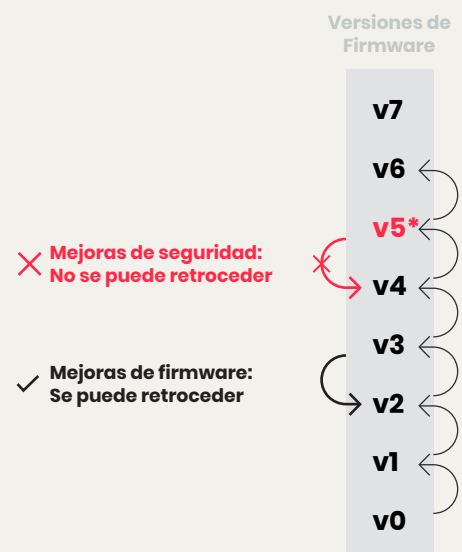 Versiones de
Firmware
v7
v6
v5*
Mejoras de seguridad:
No se puede retroceder
v4
v3
Mejoras de firmware:
Se puede retroceder
v2
v1
v0